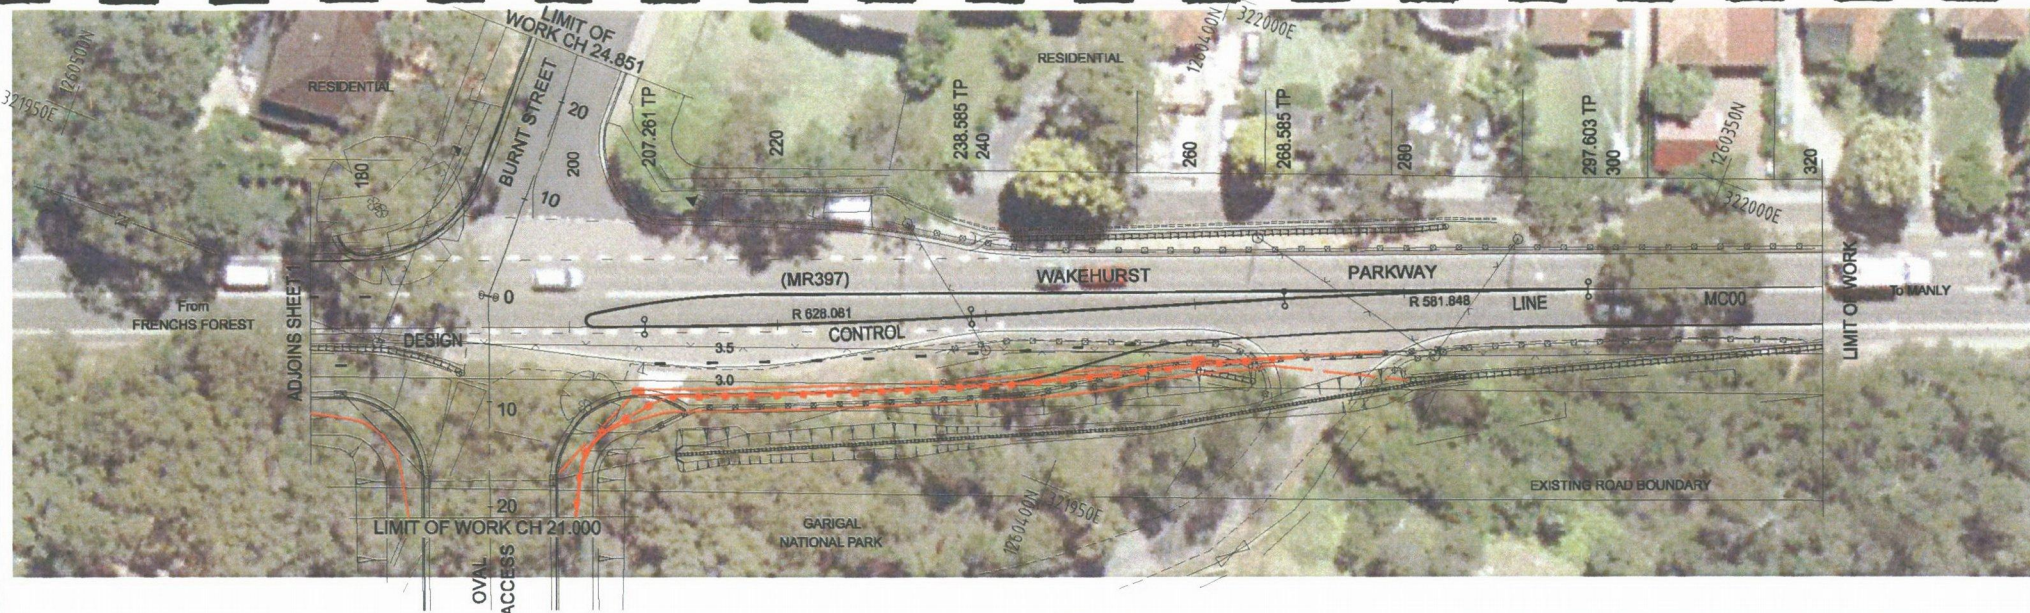 LIMIT OF
WORK CH 24.851
322000E
1260400N
1260500N
321950E
RESIDENTIAL
RESIDENTIAL
BURNT STREET
20
10
0
180
200
207.261 TP
220
238.585 TP
240
260
268.585 TP
280
297.603 TP
300
320
1260350N
322000E
(MR397)
WAKEHURST
PARKWAY
From
FRENCHS FOREST
ADJOINS SHEET 1
DESIGN
R 628.081
CONTROL
R 581.848
LINE
MC00
To MANLY
LIMIT OF WORK
3.5
3.0
10
20
LIMIT OF WORK CH 21.000
OVAL
ACCESS
GARIGAL
NATIONAL PARK
1260400N
321950E
EXISTING ROAD BOUNDARY